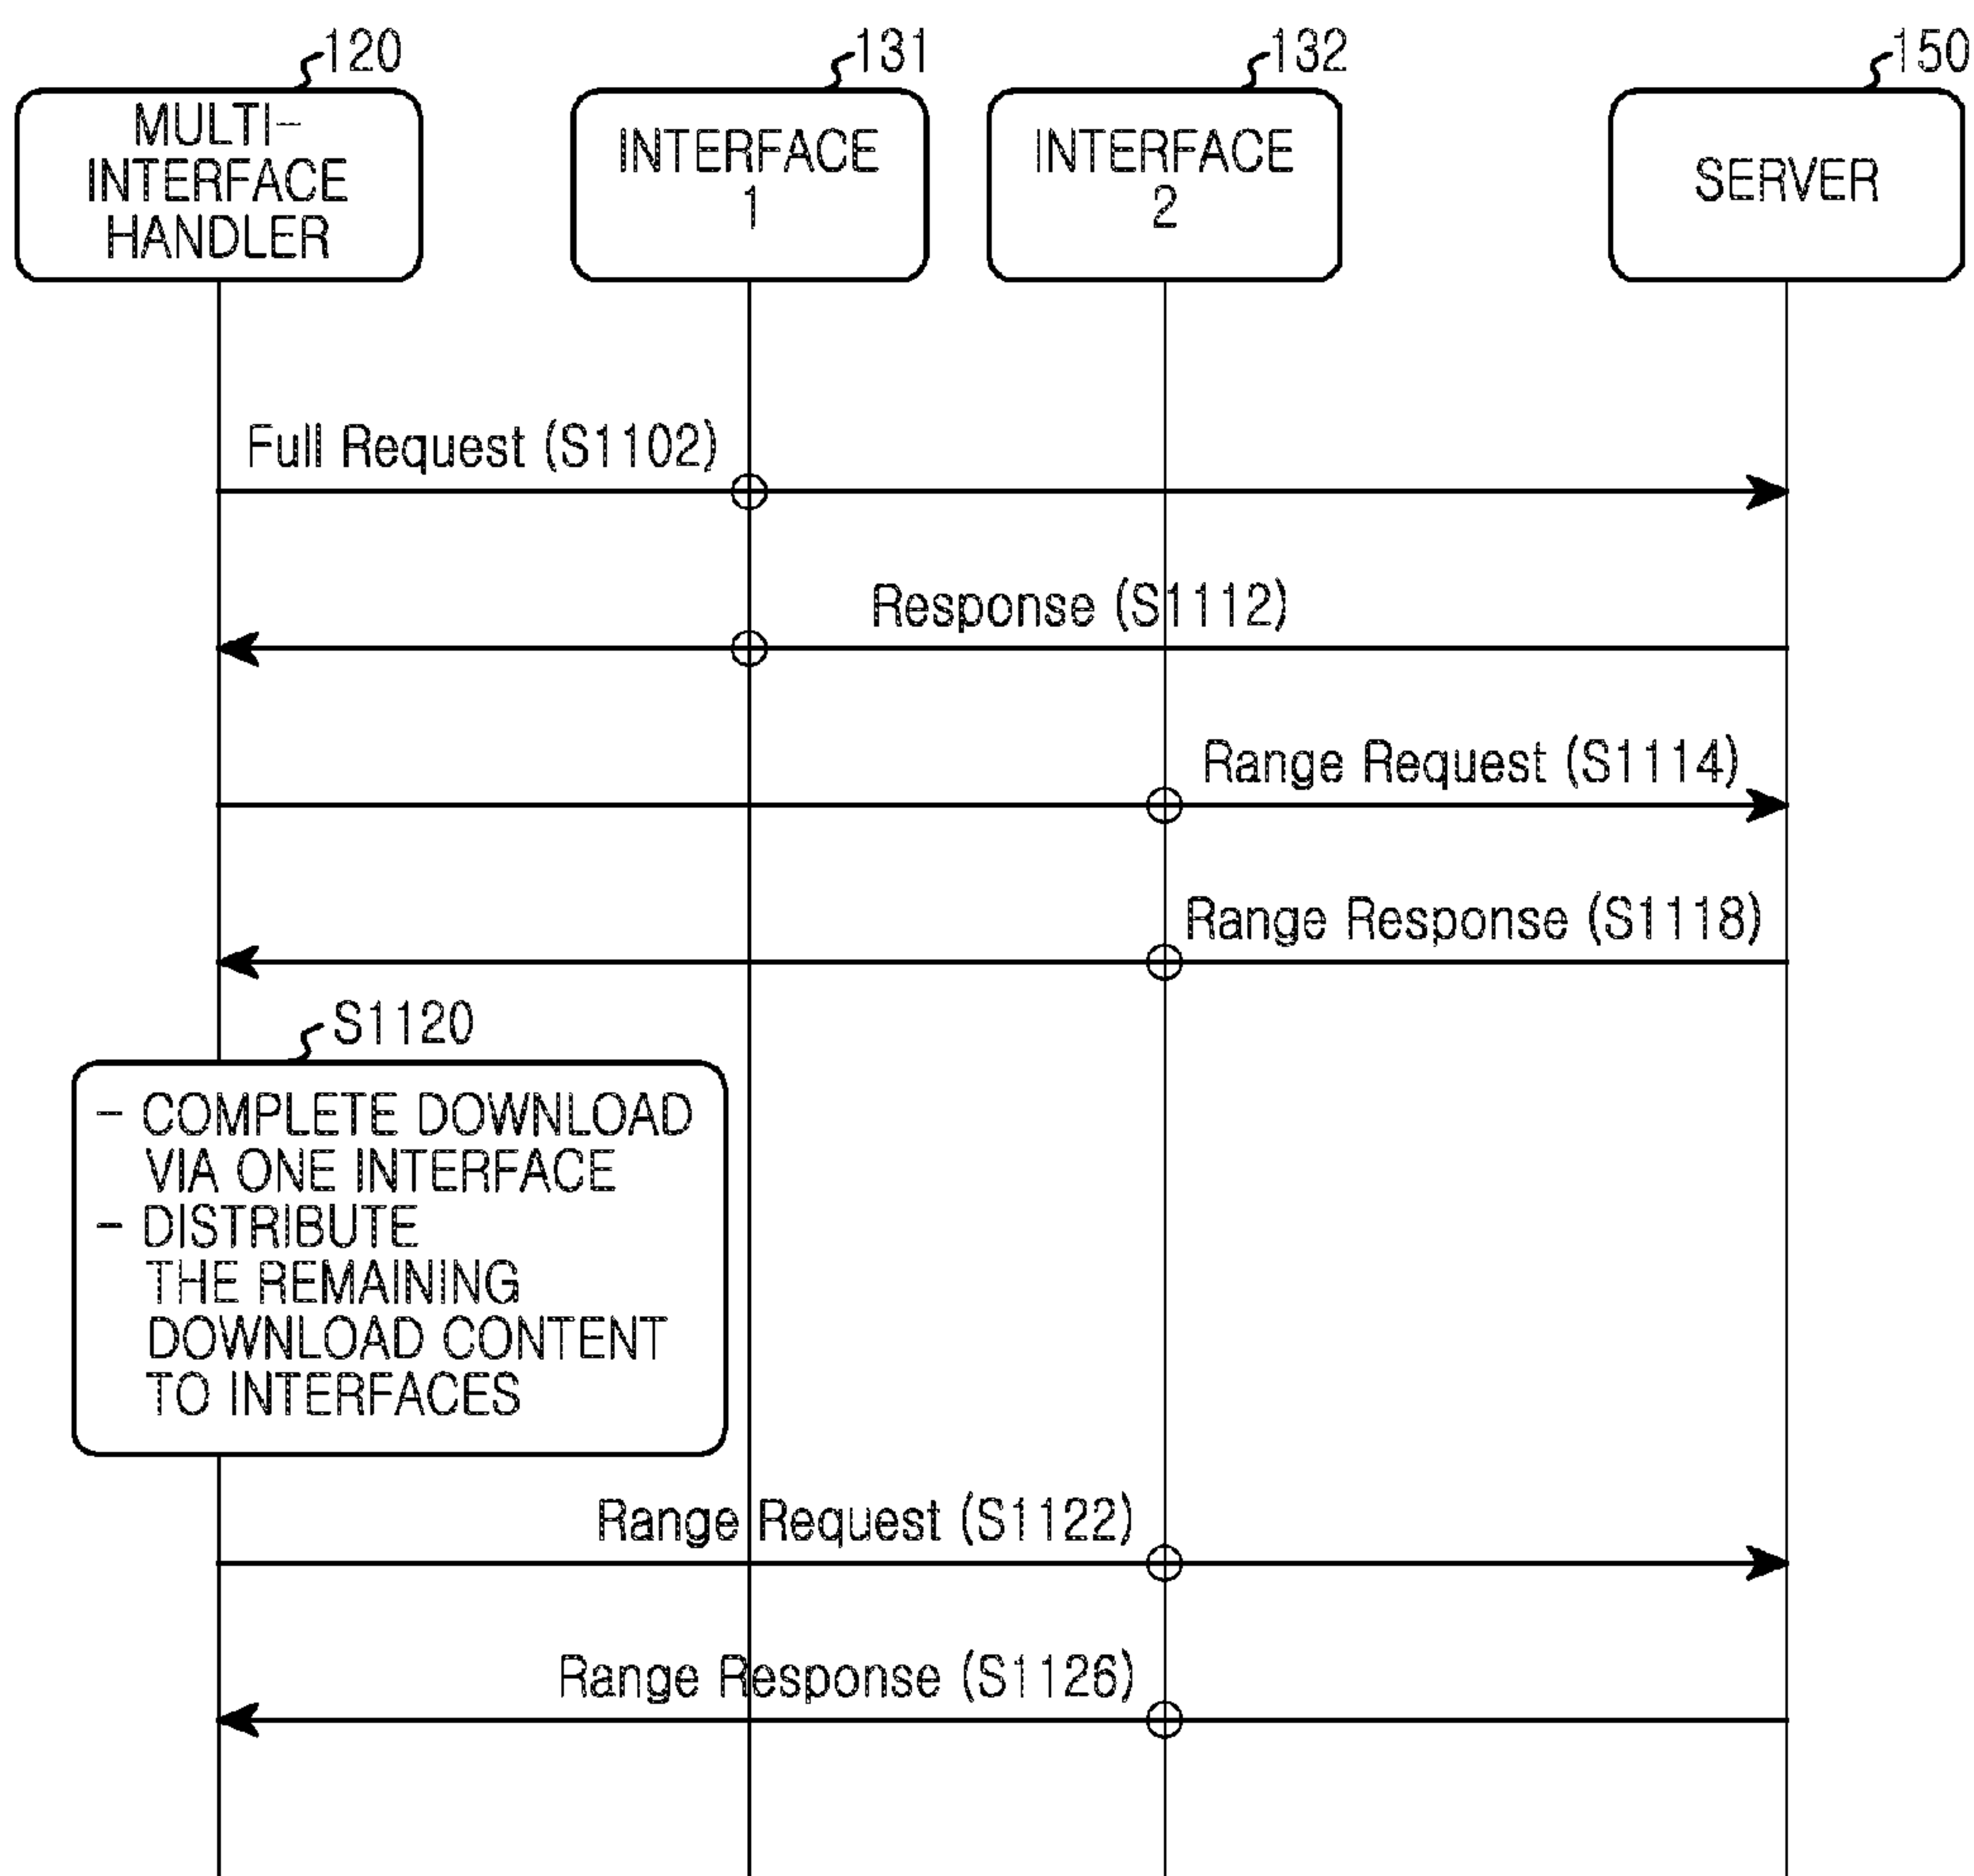 120
131
132
150
MULTI-
INTERFACE
HANDLER
INTERFACE
1
INTERFACE
2
SERVER
Full Request (S1102)
Response (S1112)
Range Request (S1114)
Range Response (S1118)
S1120
- COMPLETE DOWNLOAD
VIA ONE INTERFACE
- DISTRIBUTE
THE REMAINING
DOWNLOAD CONTENT
TO INTERFACES
Range Request (S1122)
Range Response (S1126)